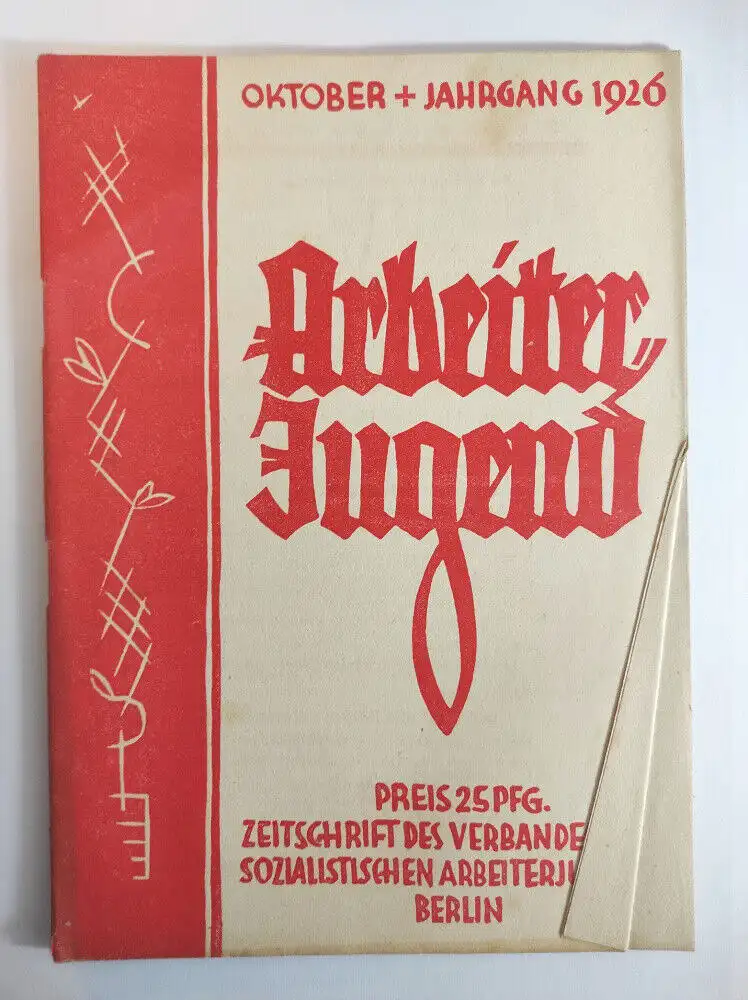 OKTOBER + JAHRGANG 1926
Arbeiter,
Jugend
PREIS 25 PFG.
ZEITSCHRIFT DES VERBANDE
SOZIALISTISCHEN ARBEITERJU
BERLIN